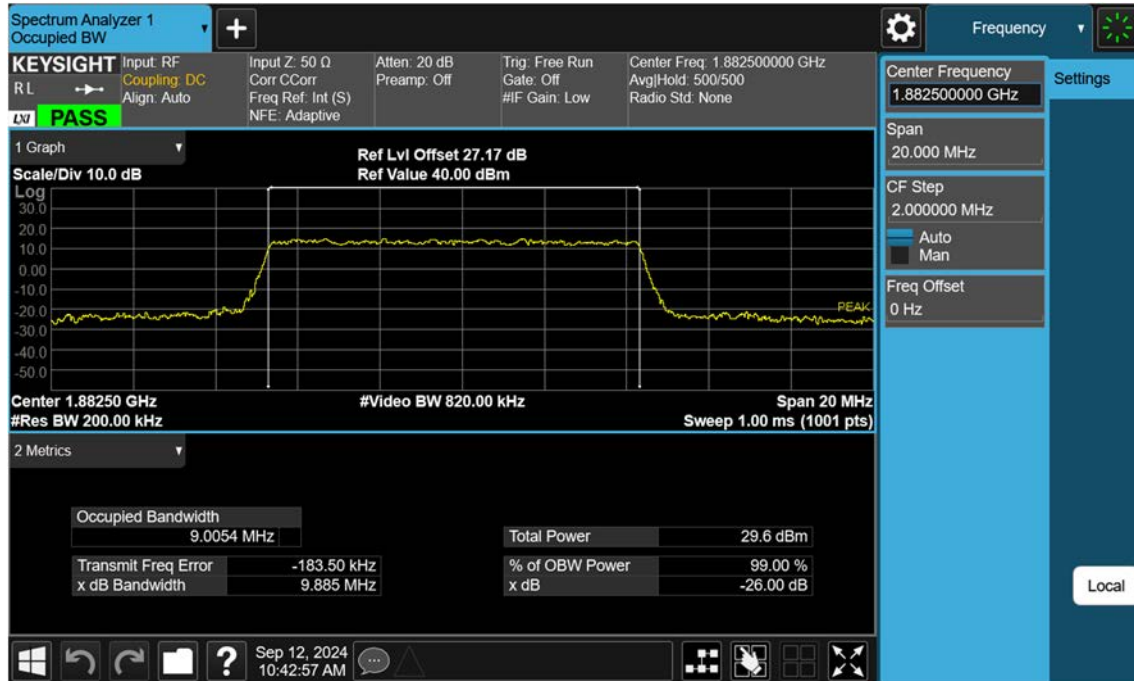 Spectrum Analyzer 1
Occupied BW
+
Frequency
KEYSIGHT
R L
LXI PASS
Input: RF
Coupling: DC
Align: Auto
Input Z: 50 Ω
Corr CCorr
Freq Ref: Int (S)
NFE: Adaptive
Atten: 20 dB
Preamp: Off
Trig: Free Run
Gate: Off
#IF Gain: Low
Center Freq: 1.882500000 GHz
Avg|Hold: 500/500
Radio Std: None
Center Frequency
1.882500000 GHz
Settings
Span
20.000 MHz
CF Step
2.000000 MHz
Auto
Man
Freq Offset
0 Hz
Local
1 Graph
Scale/Div 10.0 dB
Ref Lvl Offset 27.17 dB
Ref Value 40.00 dBm
Log
30.0
20.0
10.0
0.00
-10.0
-20.0
-30.0
-40.0
-50.0
PEAK
Center 1.88250 GHz
#Video BW 820.00 kHz
Span 20 MHz
#Res BW 200.00 kHz
Sweep 1.00 ms (1001 pts)
2 Metrics
Occupied Bandwidth
9.0054 MHz
Total Power 29.6 dBm
Transmit Freq Error -183.50 kHz
% of OBW Power 99.00 %
x dB Bandwidth 9.885 MHz
x dB -26.00 dB
?
Sep 12, 2024
10:42:57 AM